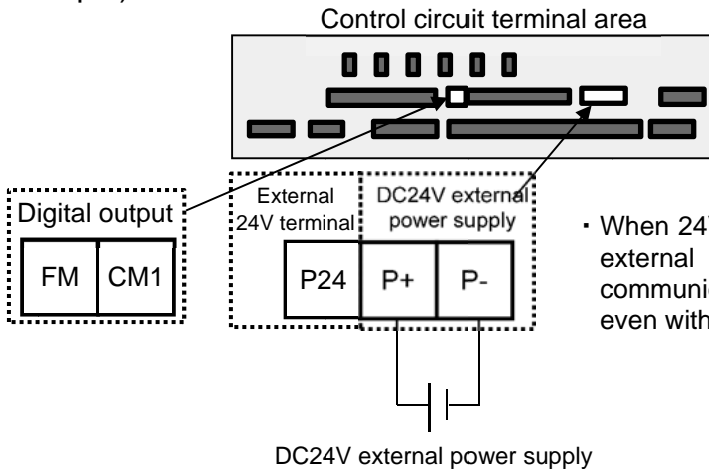 Control circuit terminal area
Digital output
FM CM1
External
24V terminal
DC24V external
power supply
P24 P+ P-
・When 24
external
communi
even with
DC24V external power supply